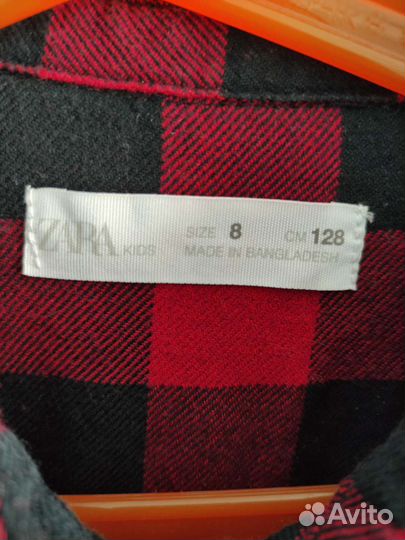 ZARA KIDS SIZE 8 CM 128
MADE IN BANGLADESH
Avito